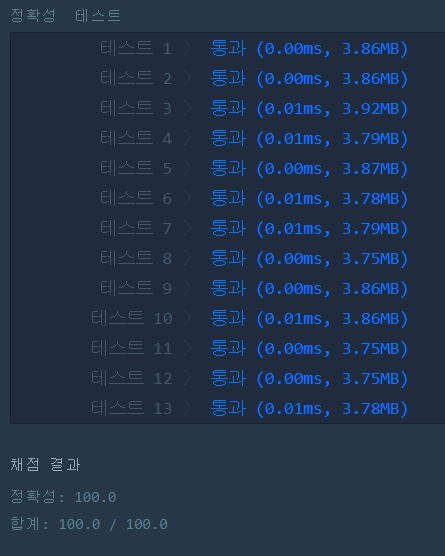 정확성  테스트
테스트 1 〉 통과 (0.00ms, 3.86MB)
테스트 2 〉 통과 (0.00ms, 3.86MB)
테스트 3 〉 통과 (0.01ms, 3.92MB)
테스트 4 〉 통과 (0.01ms, 3.79MB)
테스트 5 〉 통과 (0.00ms, 3.87MB)
테스트 6 〉 통과 (0.01ms, 3.78MB)
테스트 7 〉 통과 (0.01ms, 3.79MB)
테스트 8 〉 통과 (0.00ms, 3.75MB)
테스트 9 〉 통과 (0.00ms, 3.86MB)
테스트 10 〉 통과 (0.01ms, 3.86MB)
테스트 11 〉 통과 (0.00ms, 3.75MB)
테스트 12 〉 통과 (0.00ms, 3.75MB)
테스트 13 〉 통과 (0.01ms, 3.78MB)
채점 결과
정확성: 100.0
합계: 100.0 / 100.0